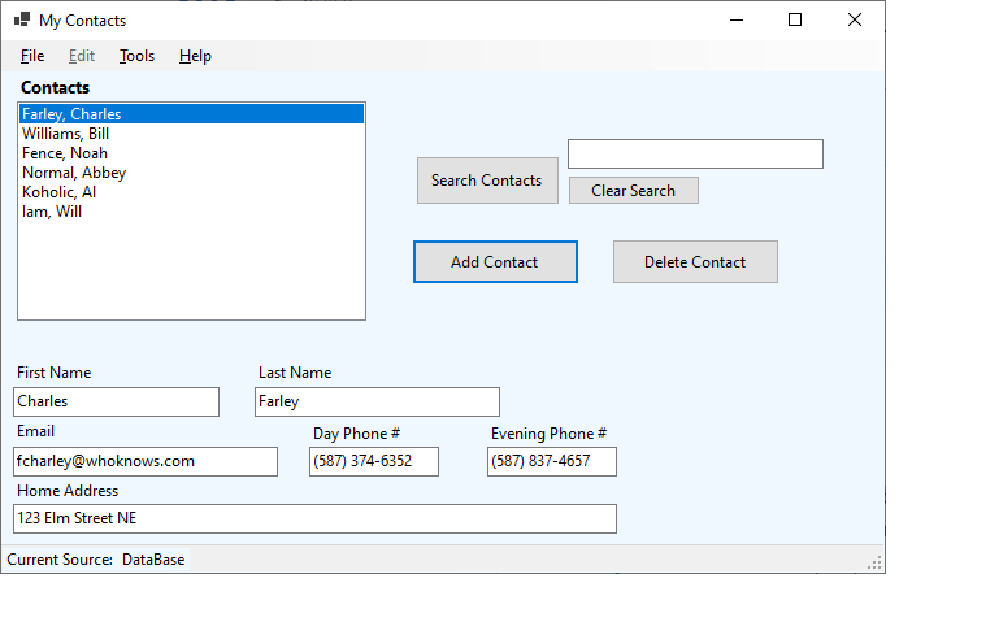 My Contacts
File Edit Tools Help
Contacts
Farley, Charles
Williams, Bill
Fence, Noah
Normal, Abbey
Koholic, Al
Iam, Will
Search Contacts
Clear Search
Add Contact Delete Contact
First Name Last Name
Charles Farley
Email Day Phone # Evening Phone #
fcharley@whoknows.com (587) 374-6352 (587) 837-4657
Home Address
123 Elm Street NE
Current Source: DataBase